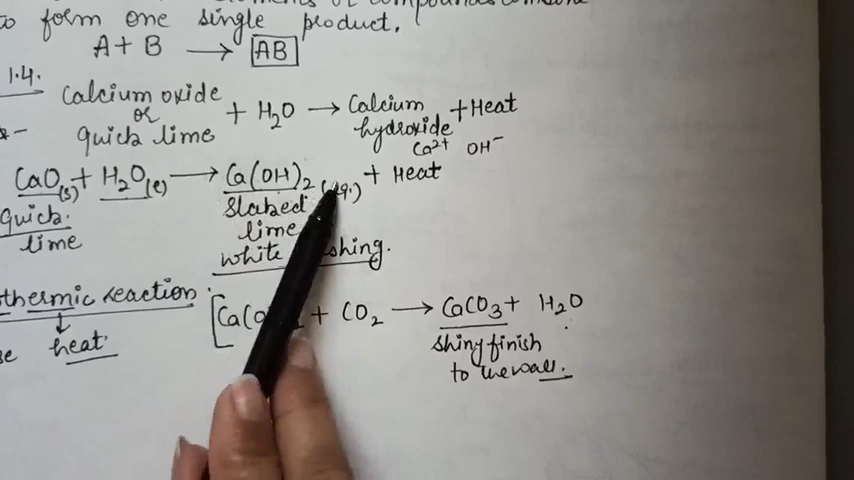 to form one single product.
A + B → AB
1.4.
Calcium oxide or quick lime + H2O → Calcium hydroxide + Heat
Ca2+ OH-
CaO(s) + H2O(l) → Ca(OH)2 + Heat
Quick lime
Slaked lime
white
thermic reaction
heat.
+ CO2 → CaCO3 + H2O
shiny finish
to the wall.